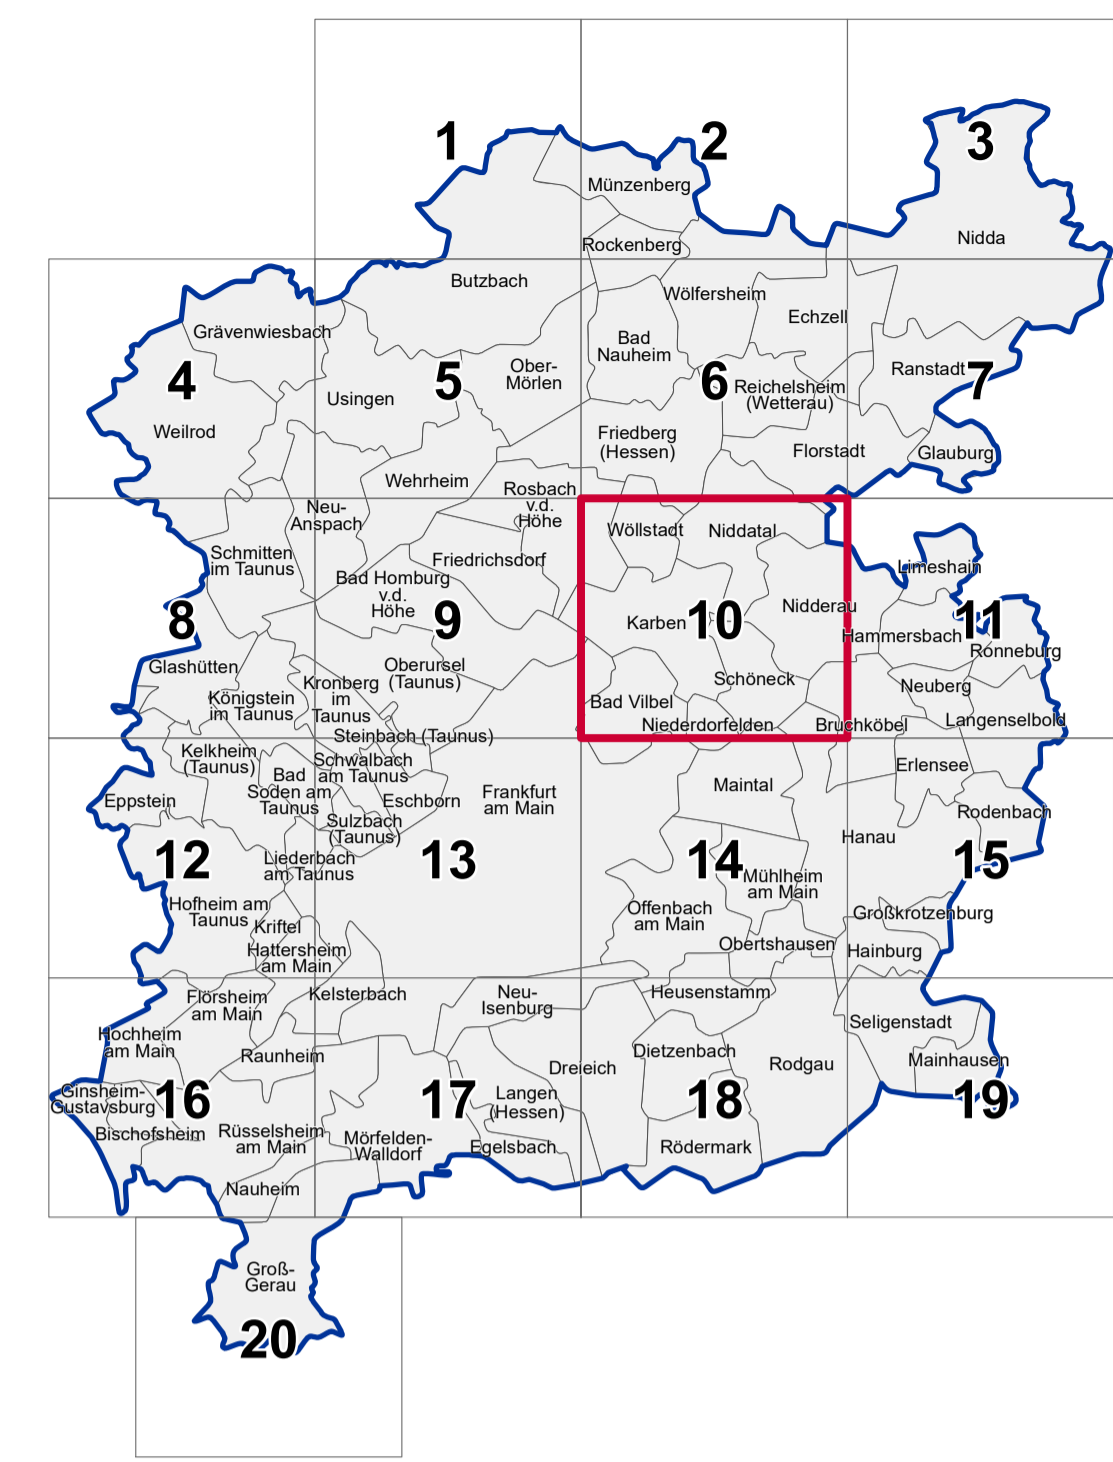 1
2
3
Münzenberg
Rockenberg
Nidda
Butzbach
Wölfersheim
Echzell
Grävenwiesbach
Bad
Nauheim
Ober-
Mörlen
4
5
6
7
Ranstadt
Reichelsheim
(Wetterau)
Usingen
Weilrod
Friedberg
(Hessen)
Florstadt
Glauburg
Wehrheim
Rosbach
v.d.
Höhe
Neu-
Anspach
Wöllstadt
Niddatal
Schmitten
im Taunus
Friedrichsdorf
Limeshain
Bad Homburg
v.d.
Höhe
8
9
10
11
Karben
Nidderau
Hammersbach
Ronneburg
Glashütten
Oberursel
(Taunus)
Königstein
im Taunus
Kronberg
im
Taunus
Schöneck
Neuberg
Bad Vilbel
Niederdorfelden
Bruchköbel
Langenselbold
Steinbach (Taunus)
Kelkheim
(Taunus)
Schwalbach
am Taunus
Bad
Soden am
Taunus
Erlensee
Eppstein
Eschborn
Frankfurt
am Main
Maintal
Rodenbach
Sulzbach
(Taunus)
Hanau
12
13
14
15
Liederbach
am Taunus
Mühlheim
am Main
Hofheim am
Taunus
Kriftel
Offenbach
am Main
Großkrotzenburg
Hattersheim
am Main
Obertshausen
Hainburg
Flörsheim
am Main
Kelsterbach
Neu-
Isenburg
Heusenstamm
Seligenstadt
Hochheim
am Main
Raunheim
Dreieich
Dietzenbach
Rodgau
Mainhausen
Ginsheim-
Gustavsburg
16
17
18
19
Langen
(Hessen)
Bischofsheim
Rüsselsheim
am Main
Mörfelden-
Walldorf
Egelsbach
Rödermark
Nauheim
Groß-
Gerau
20